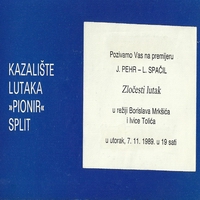 KAZALIŠTE
LUTAKA
»PIONIR«
SPLIT
Pozivamo Vas na premijeru
J. PEHR – L. SPAČIL
Zločesti lutak
u režiji Borislava Mrkšića
i Ivice Tolića
u utorak, 7. 11. 1989. u 19 sati